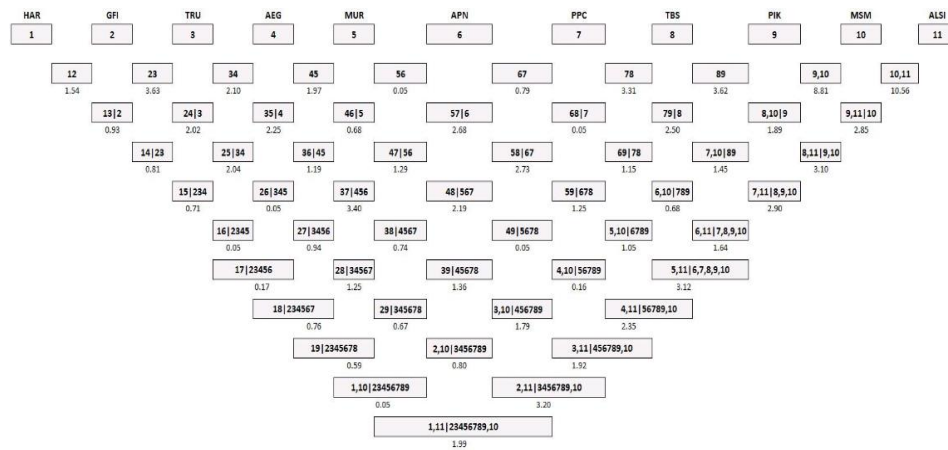 HAR GFI TRU AEG MUR APN PPC TBS PIK MSM ALSI
1 2 3 4 5 6 7 8 9 10 11
12 23 34 45 56 67 78 89 9,10 10,11
1.54 3.63 2.10 1.97 0.05 0.79 3.31 3.62 8.81 10.56
13|2 24|3 35|4 46|5 57|6 68|7 79|8 8,10|9 9,11|10
0.93 2.02 2.25 0.68 2.68 0.05 2.50 1.89 2.85
14|23 25|34 36|45 47|56 58|67 69|78 7,10|89 8,11|9,10
0.81 2.04 1.19 1.29 2.73 1.15 1.45 3.10
15|234 26|345 37|456 48|567 59|678 6,10|789 7,11|8,9,10
0.71 0.05 3.40 2.19 1.25 0.68 2.90
16|2345 27|3456 38|4567 49|5678 5,10|6789 6,11|7,8,9,10
0.05 0.94 0.74 0.05 1.05 1.64
17|23456 28|34567 39|45678 4,10|56789 5,11|6,7,8,9,10
0.17 1.25 1.36 0.16 3.12
18|234567 29|345678 3,10|456789 4,11|56789,10
0.76 0.67 1.79 2.35
19|2345678 2,10|3456789 3,11|456789,10
0.59 0.80 1.92
1,10|23456789 2,11|3456789,10
0.05 3.20
1,11|23456789,10
1.99